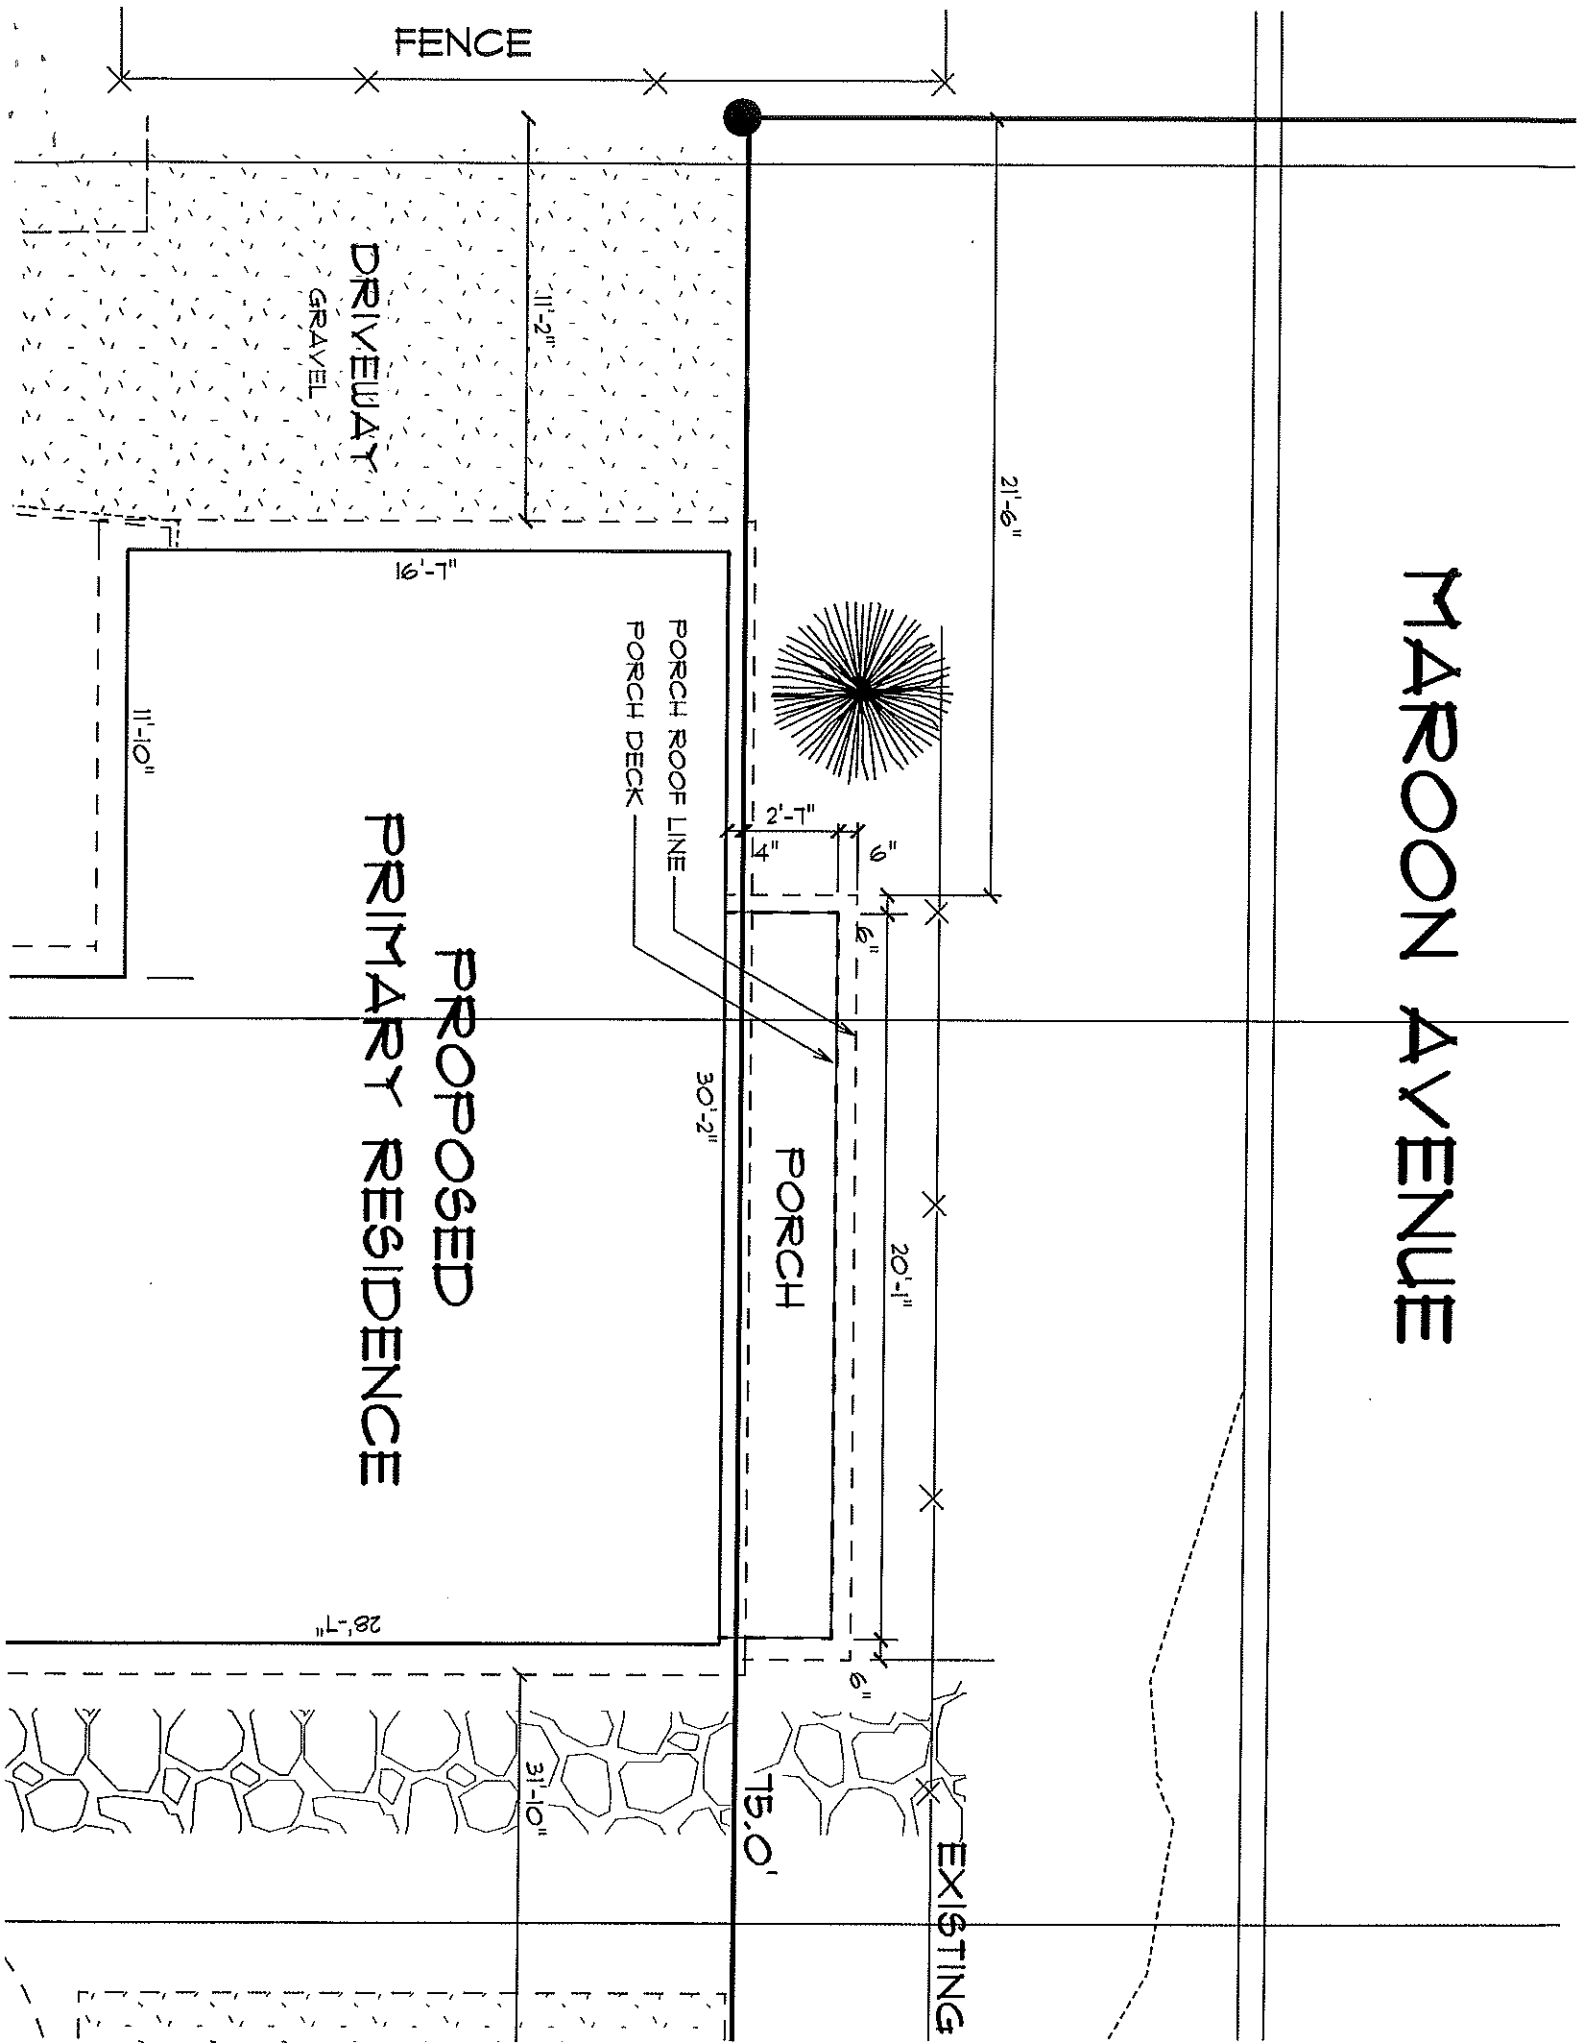 FENCE
MAROON AVENUE
21'-6"
11'-2"
DRIVEWAY
GRAVEL
16'-7"
11'-10"
PORCH ROOF LINE
PORCH DECK
2'-7"
4"
6"
6"
20'-1"
6"
PORCH
30'-2"
PROPOSED
PRIMARY RESIDENCE
28'-7"
31'-10"
75.0'
EXISTING